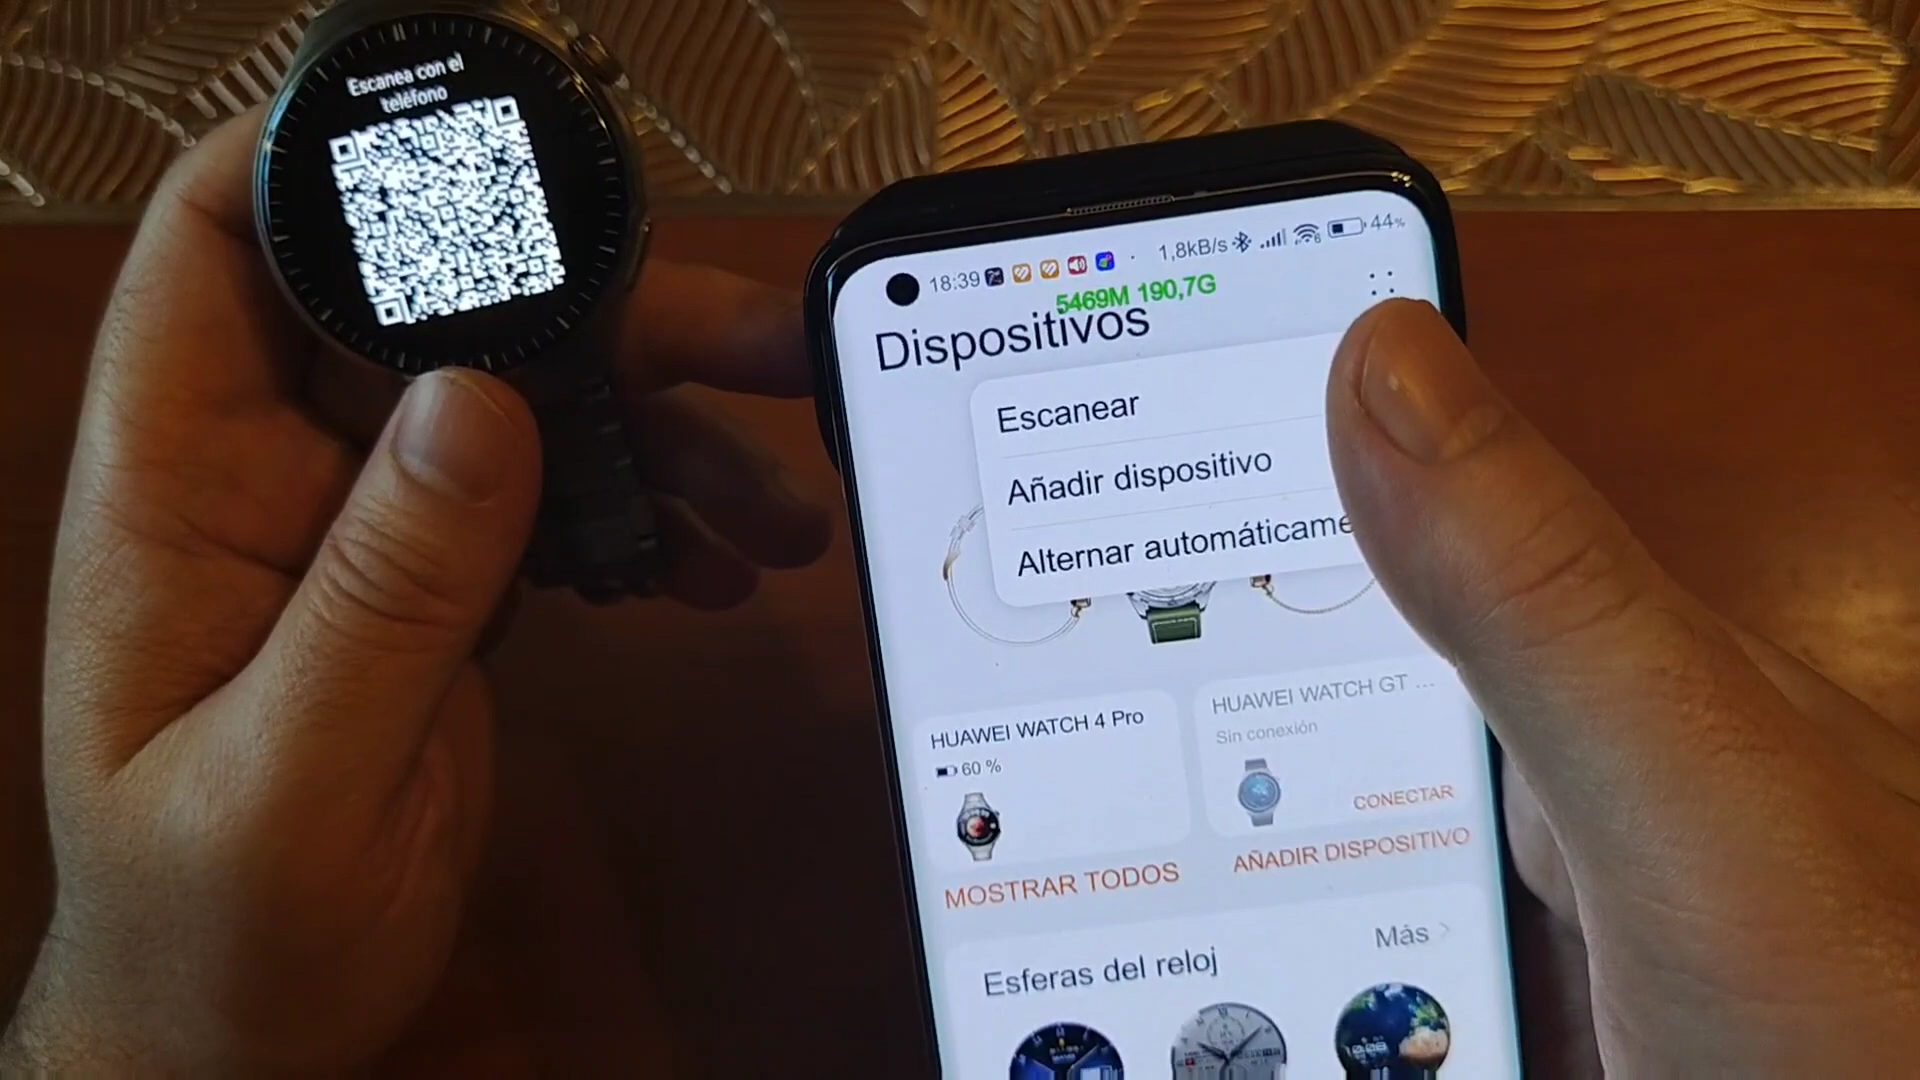 Escanea con el
teléfono
18:39
1,8kB/s
44%
5469M 190,7G
Dispositivos
Escanear
Añadir dispositivo
Alternar automáticame
HUAWEI WATCH 4 Pro
60 %
HUAWEI WATCH GT ...
Sin conexión
CONECTAR
MOSTRAR TODOS
AÑADIR DISPOSITIVO
Esferas del reloj
Más